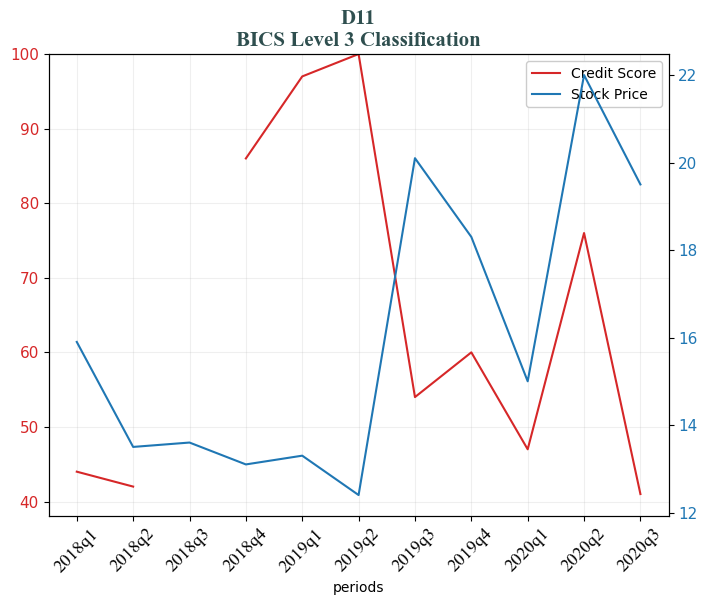 D11
BICS Level 3 Classification
Credit Score
Stock Price
100
90
80
70
60
50
40
22
20
18
16
14
12
2018q1
2018q2
2018q3
2018q4
2019q1
2019q2
2019q3
2019q4
2020q1
2020q2
2020q3
periods